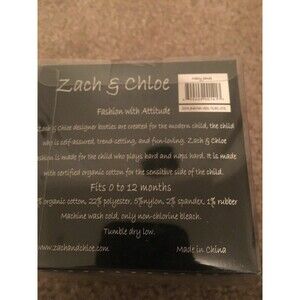 Zach & Chloe
Fashion with Attitude
Zach & Chloe designer booties are created for the modern child, the child
who is self-assured, trend-setting, and fun-loving. Zach & Chloe
fashion is made for the child who plays hard and naps hard. It is made
with certified organic cotton for the sensitive side of the child.
Fits 0 to 12 months
% organic cotton, 22% polyester, 5% nylon, 2% spandex, 1% rubber
Machine wash cold, only non-chlorine bleach.
Tumble dry low.
www.zachandchloe.com
Made in China